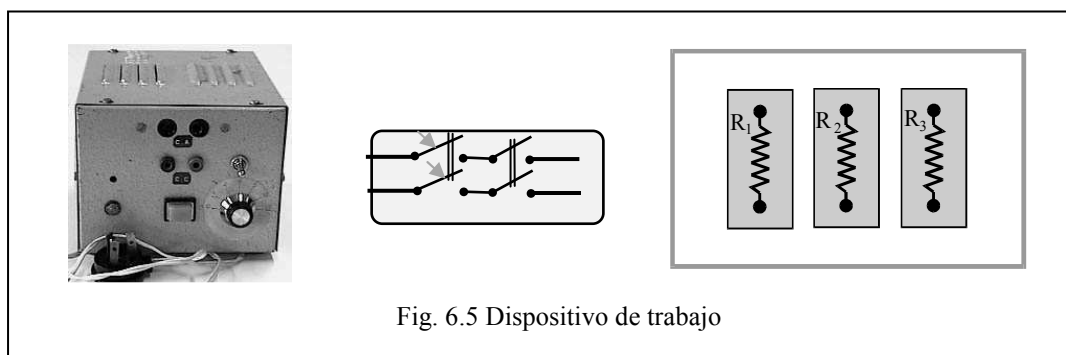 C.A
C.C
R1
R2
R3
Fig. 6.5 Dispositivo de trabajo